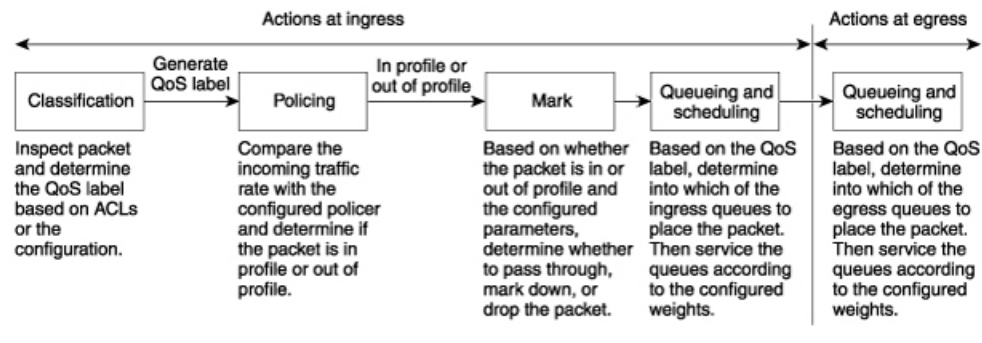 Actions at ingress
Actions at egress
Classification
Generate
QoS label
Policing
In profile or
out of profile
Mark
Queueing and
scheduling
Queueing and
scheduling
Inspect packet
and determine
the QoS label
based on ACLs
or the
configuration.
Compare the
incoming traffic
rate with the
configured policer
and determine if
the packet is in
profile or out of
profile.
Based on whether
the packet is in or
out of profile and
the configured
parameters,
determine whether
to pass through,
mark down, or
drop the packet.
Based on the QoS
label, determine
into which of the
ingress queues to
place the packet.
Then service the
queues according
to the configured
weights.
Based on the QoS
label, determine
into which of the
egress queues to
place the packet.
Then service the
queues according
to the configured
weights.